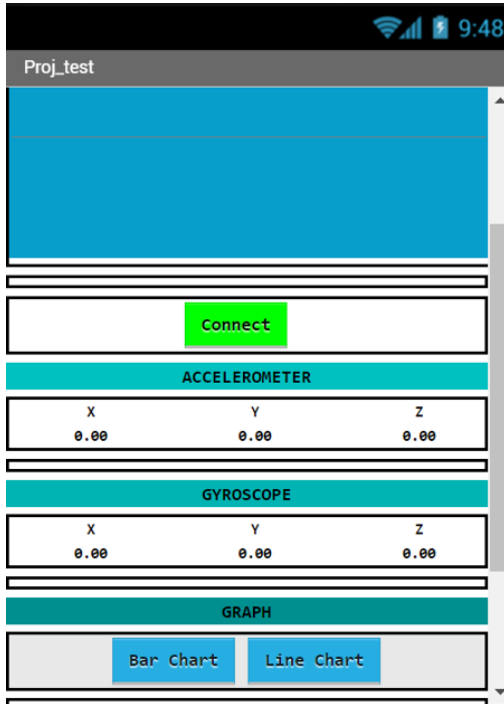 9:48
Proj_test
Connect
ACCELEROMETER
X Y Z
0.00 0.00 0.00
GYROSCOPE
X Y Z
0.00 0.00 0.00
GRAPH
Bar Chart Line Chart